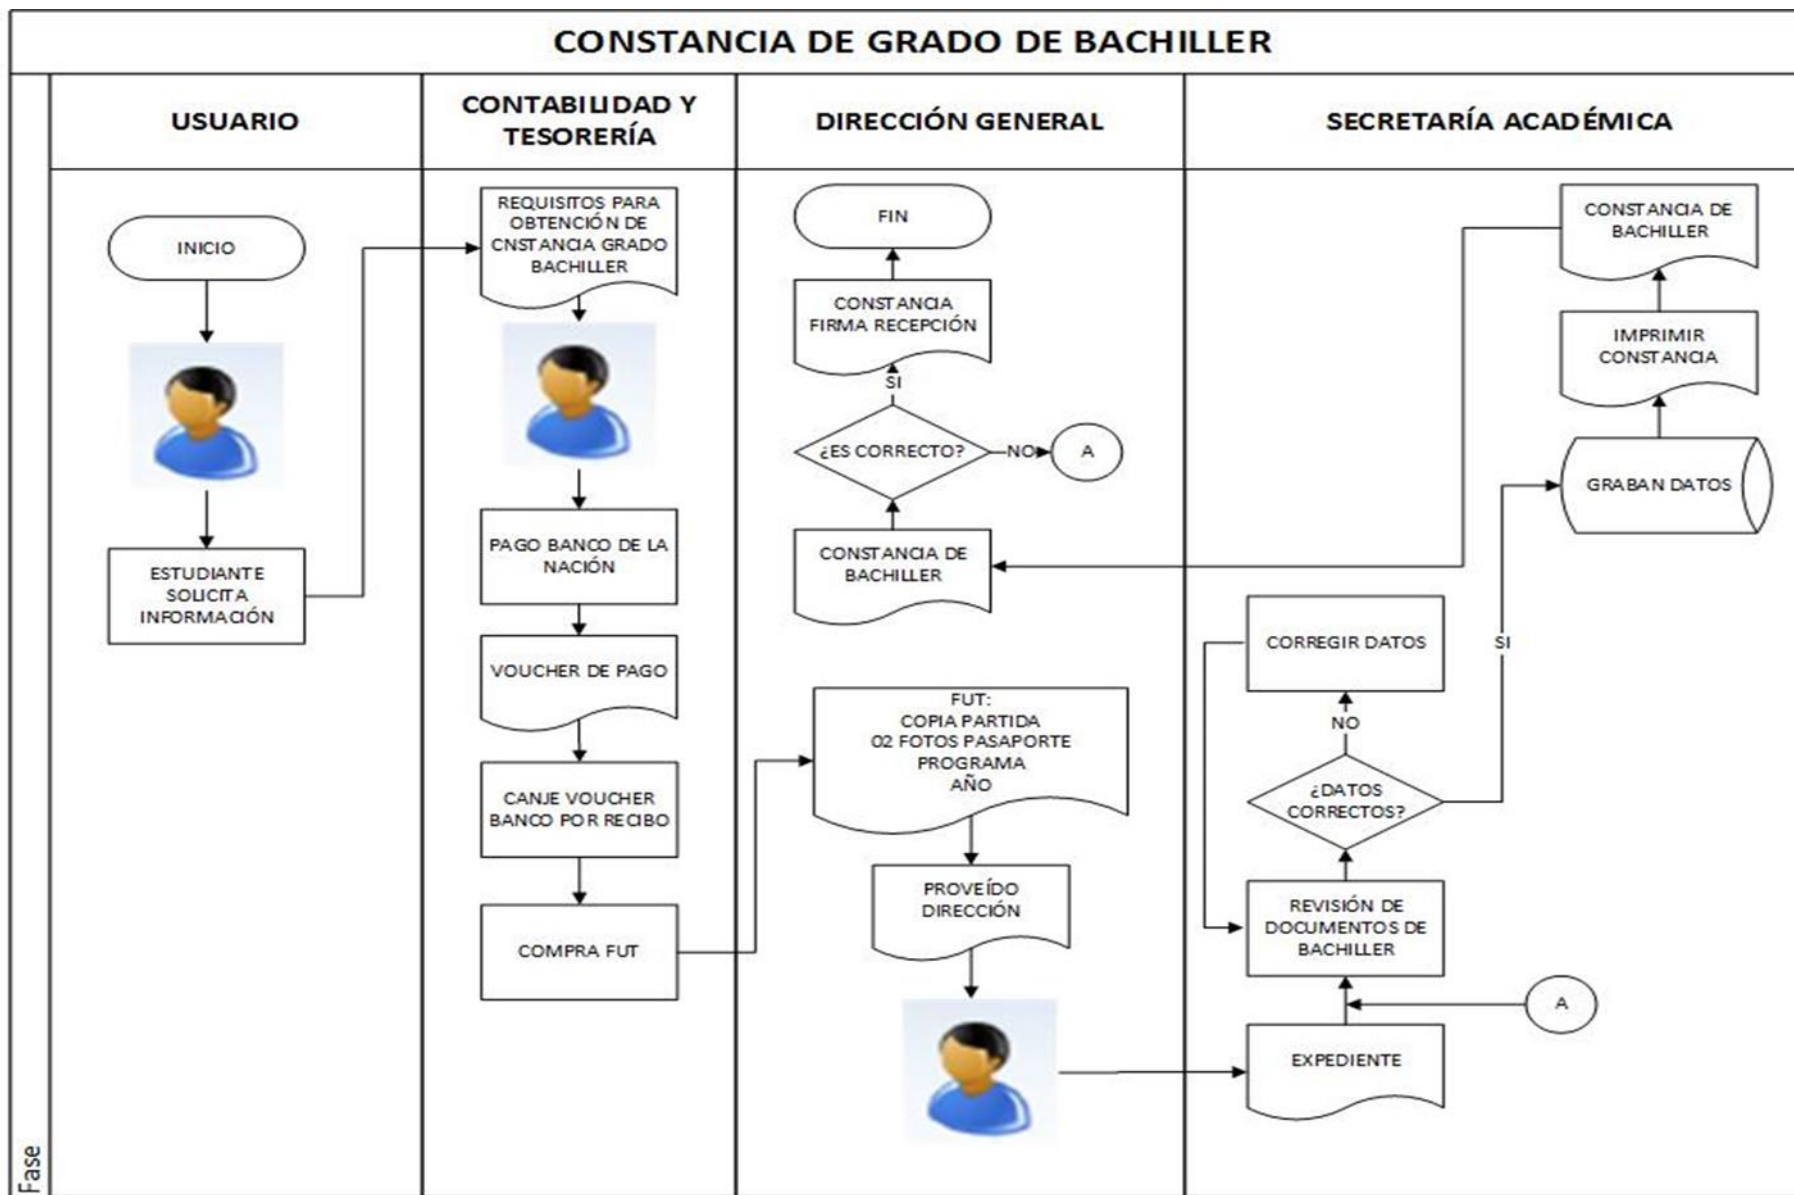 CONSTANCIA DE GRADO DE BACHILLER
Fase
USUARIO
INICIO
ESTUDIANTE
SOLICITA
INFORMACIÓN
CONTABILIDAD Y
TESORERÍA
REQUISITOS PARA
OBTENCIÓN DE
CNSTANCIA GRADO
BACHILLER
PAGO BANCO DE LA
NACIÓN
VOUCHER DE PAGO
CANJE VOUCHER
BANCO POR RECIBO
COMPRA FUT
DIRECCIÓN GENERAL
FIN
CONSTANCIA
FIRMA RECEPCIÓN
SI
¿ES CORRECTO?
NO
A
CONSTANCIA DE
BACHILLER
FUT:
COPIA PARTIDA
02 FOTOS PASAPORTE
PROGRAMA
AÑO
PROVEÍDO
DIRECCIÓN
SECRETARÍA ACADÉMICA
CONSTANCIA DE
BACHILLER
IMPRIMIR
CONSTANCIA
GRABAN DATOS
CORREGIR DATOS
SI
NO
¿DATOS
CORRECTOS?
REVISIÓN DE
DOCUMENTOS DE
BACHILLER
A
EXPEDIENTE